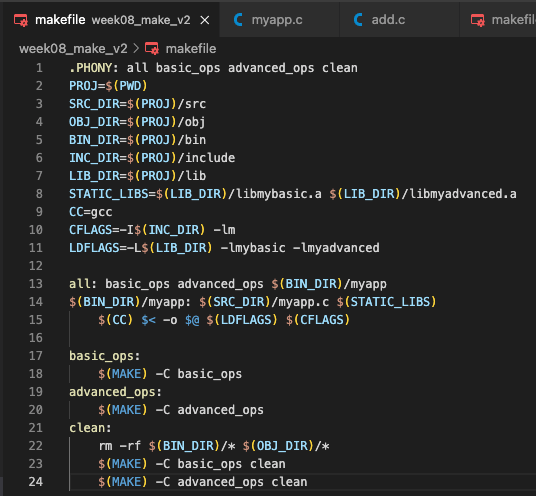 makefile week08_make_v2 × myapp.c add.c makefil
week08_make_v2 > makefile
1 .PHONY: all basic_ops advanced_ops clean
2 PROJ=$(PWD)
3 SRC_DIR=$(PROJ)/src
4 OBJ_DIR=$(PROJ)/obj
5 BIN_DIR=$(PROJ)/bin
6 INC_DIR=$(PROJ)/include
7 LIB_DIR=$(PROJ)/lib
8 STATIC_LIBS=$(LIB_DIR)/libmybasic.a $(LIB_DIR)/libmyadvanced.a
9 CC=gcc
10 CFLAGS=-I$(INC_DIR) -lm
11 LDFLAGS=-L$(LIB_DIR) -lmybasic -lmyadvanced
12
13 all: basic_ops advanced_ops $(BIN_DIR)/myapp
14 $(BIN_DIR)/myapp: $(SRC_DIR)/myapp.c $(STATIC_LIBS)
15     $(CC) $< -o $@ $(LDFLAGS) $(CFLAGS)
16
17 basic_ops:
18     $(MAKE) -C basic_ops
19 advanced_ops:
20     $(MAKE) -C advanced_ops
21 clean:
22     rm -rf $(BIN_DIR)/* $(OBJ_DIR)/*
23     $(MAKE) -C basic_ops clean
24     $(MAKE) -C advanced_ops clean